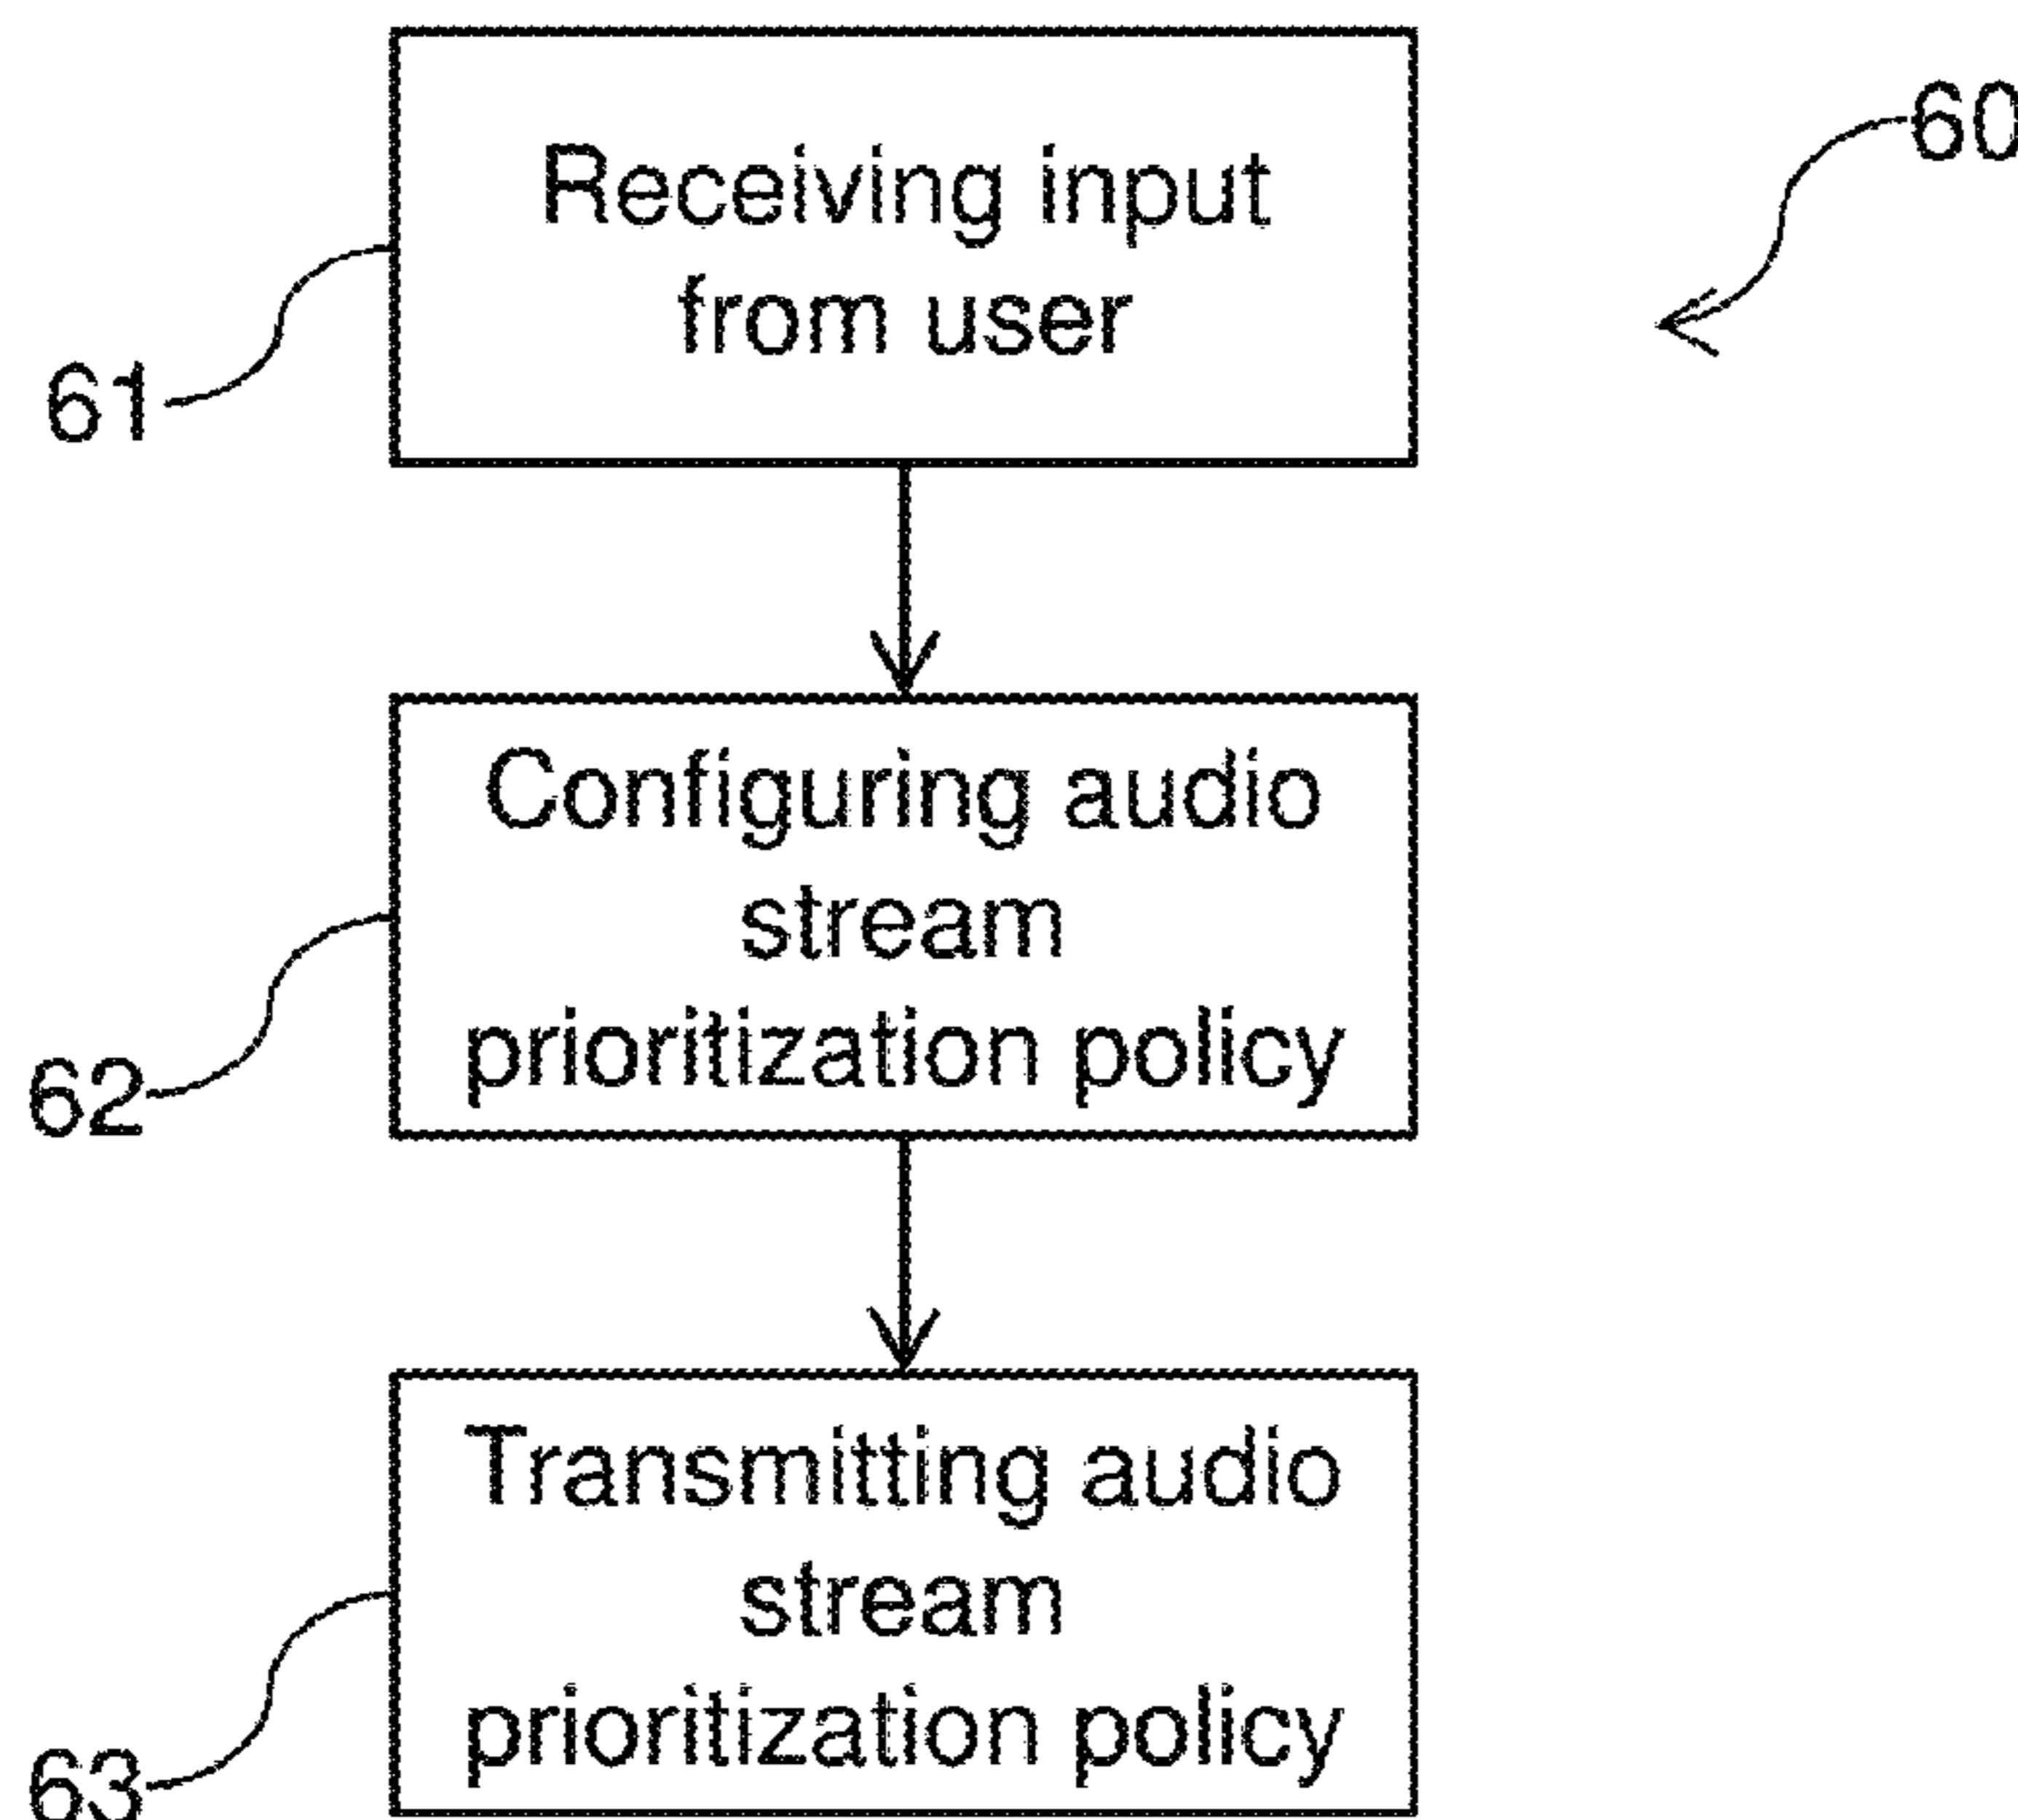 Receiving input
from user
60
61
Configuring audio
stream
prioritization policy
62
Transmitting audio
stream
prioritization policy
63